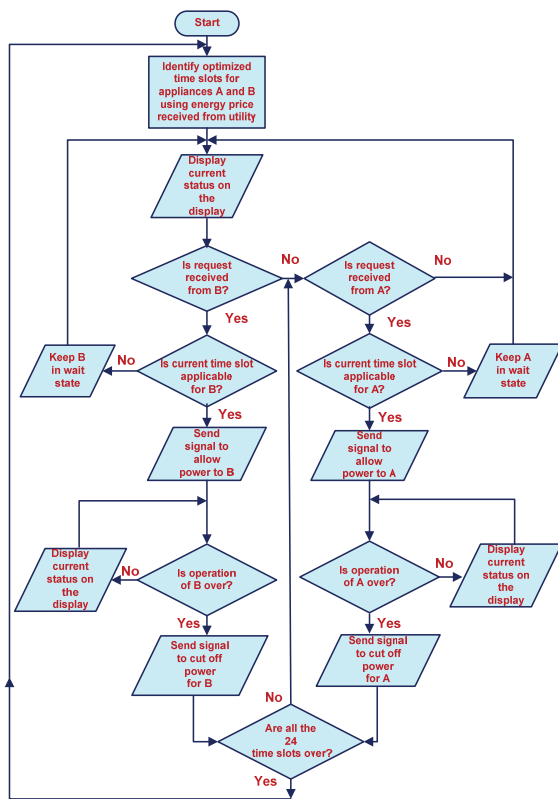 Start
Identify optimized
time slots for
appliances A and B
using energy price
received from utility
Display
current
status on
the
display
Is request
received
from B?
No
Is request
received
from A?
No
Yes
Yes
Keep B
in wait
state
No
Is current time slot
applicable
for B?
Is current time slot
applicable
for A?
No
Keep A
in wait
state
Yes
Yes
Send
signal to
allow
power to B
Send
signal to
allow
power to A
Display
current
status on
the
display
No
Is operation
of B over?
Is operation
of A over?
No
Display
current
status on
the
display
Yes
Yes
Send signal
to cut off
power
for B
Send signal
to cut off
power
for A
No
Are all the
24
time slots over?
Yes